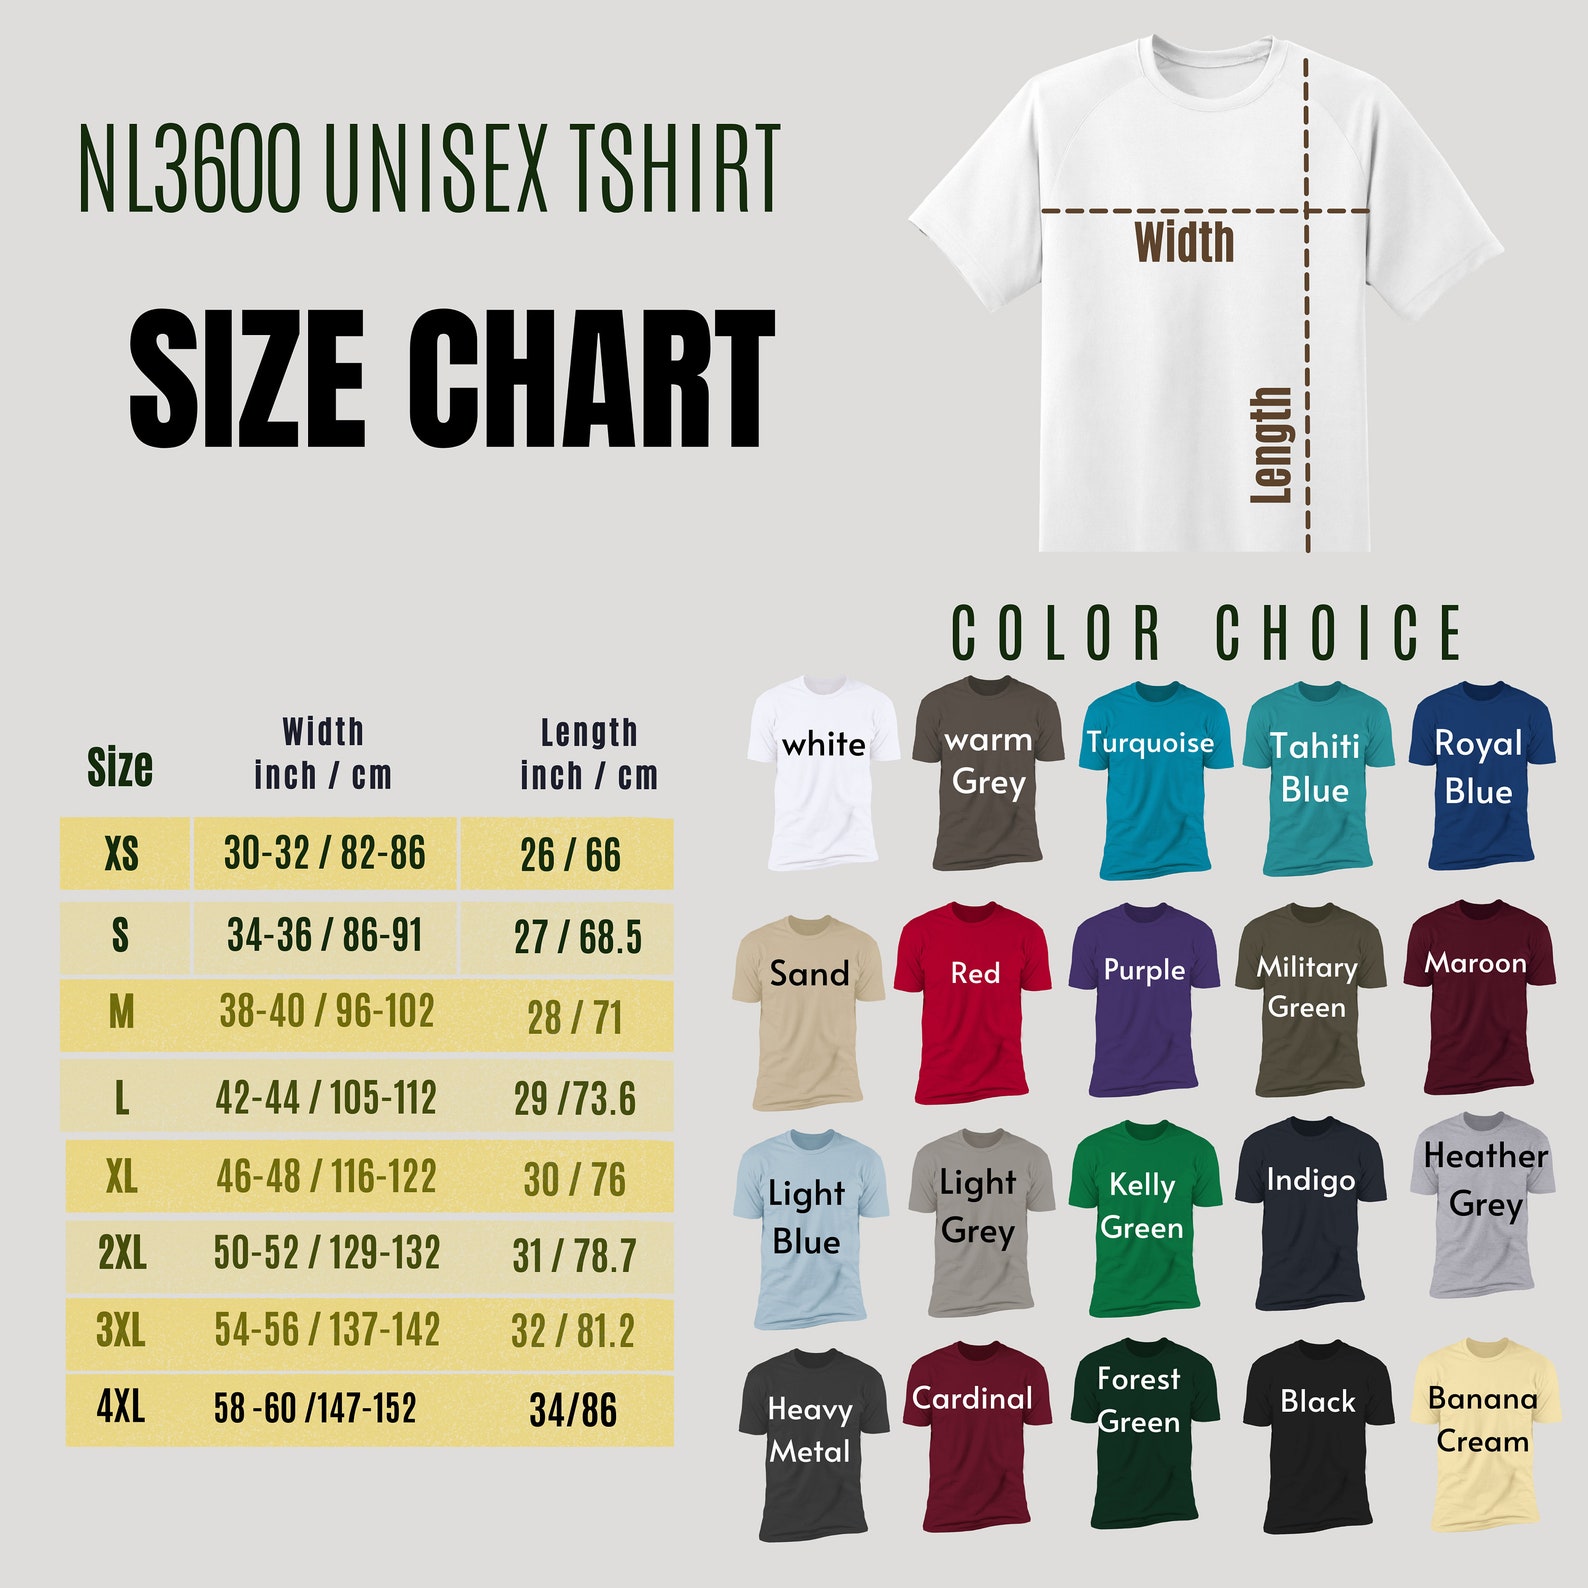 NL3600 UNISEX TSHIRT
SIZE CHART
Width
Length
Size
Width
inch / cm
Length
inch / cm
XS 30-32 / 82-86 26 / 66
S 34-36 / 86-91 27 / 68.5
M 38-40 / 96-102 28 / 71
L 42-44 / 105-112 29 /73.6
XL 46-48 / 116-122 30 / 76
2XL 50-52 / 129-132 31 / 78.7
3XL 54-56 / 137-142 32 / 81.2
4XL 58 -60 /147-152 34/86
COLOR CHOICE
white
warm
Grey
Turquoise
Tahiti
Blue
Royal
Blue
Sand
Red
Purple
Military
Green
Maroon
Light
Blue
Light
Grey
Kelly
Green
Indigo
Heather
Grey
Heavy
Metal
Cardinal
Forest
Green
Black
Banana
Cream